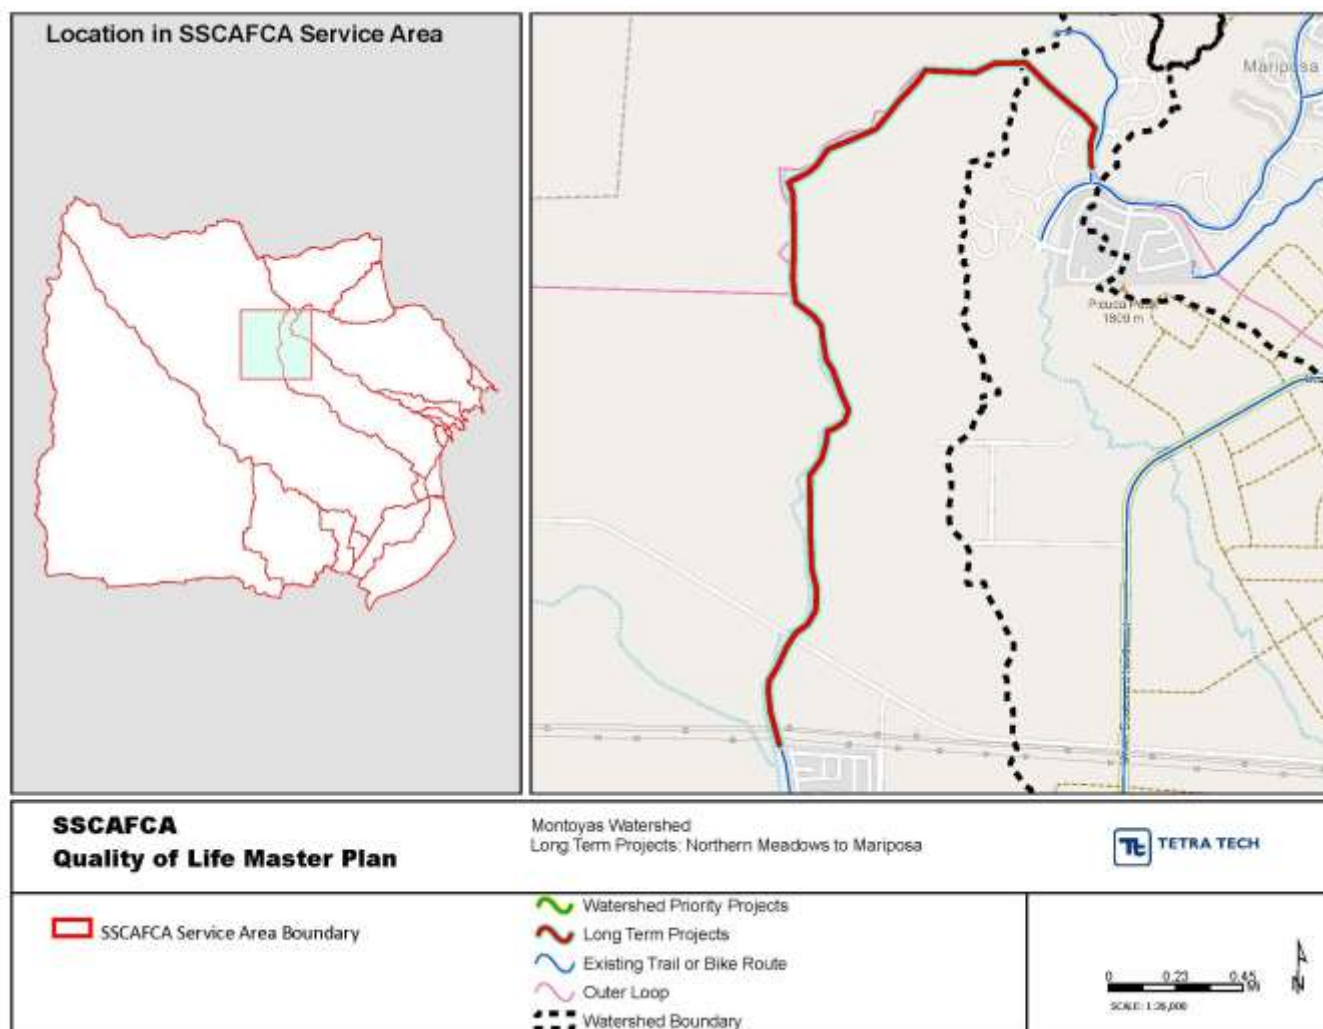 Location in SSCAFCA Service Area
Mariposa
1809 m
SSCAFCA
Quality of Life Master Plan
Montoyas Watershed
Long Term Projects: Northern Meadows to Mariposa
TETRA TECH
SSCAFCA Service Area Boundary
Watershed Priority Projects
Long Term Projects
Existing Trail or Bike Route
Outer Loop
Watershed Boundary
0 0.23 0.45
N